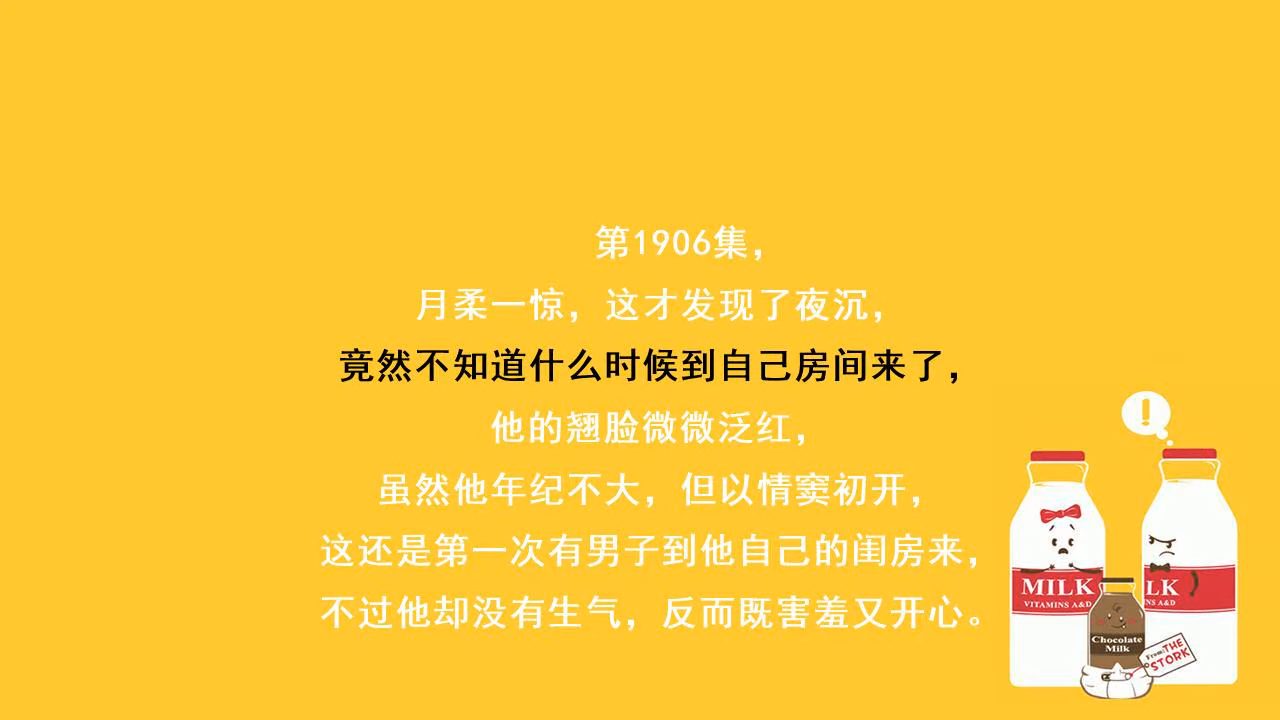 第1906集，
月柔一惊，这才发现了夜沉，
竟然不知道什么时候到自己房间来了，
他的翘脸微微泛红，
虽然他年纪不大，但以情窦初开，
这还是第一次有男子到他自己的闺房来，
不过他却没有生气，反而既害羞又开心。
!
MILK
VITAMINS A&D
LK
NS A&D
Chocolate
Milk
From: THE
STORK